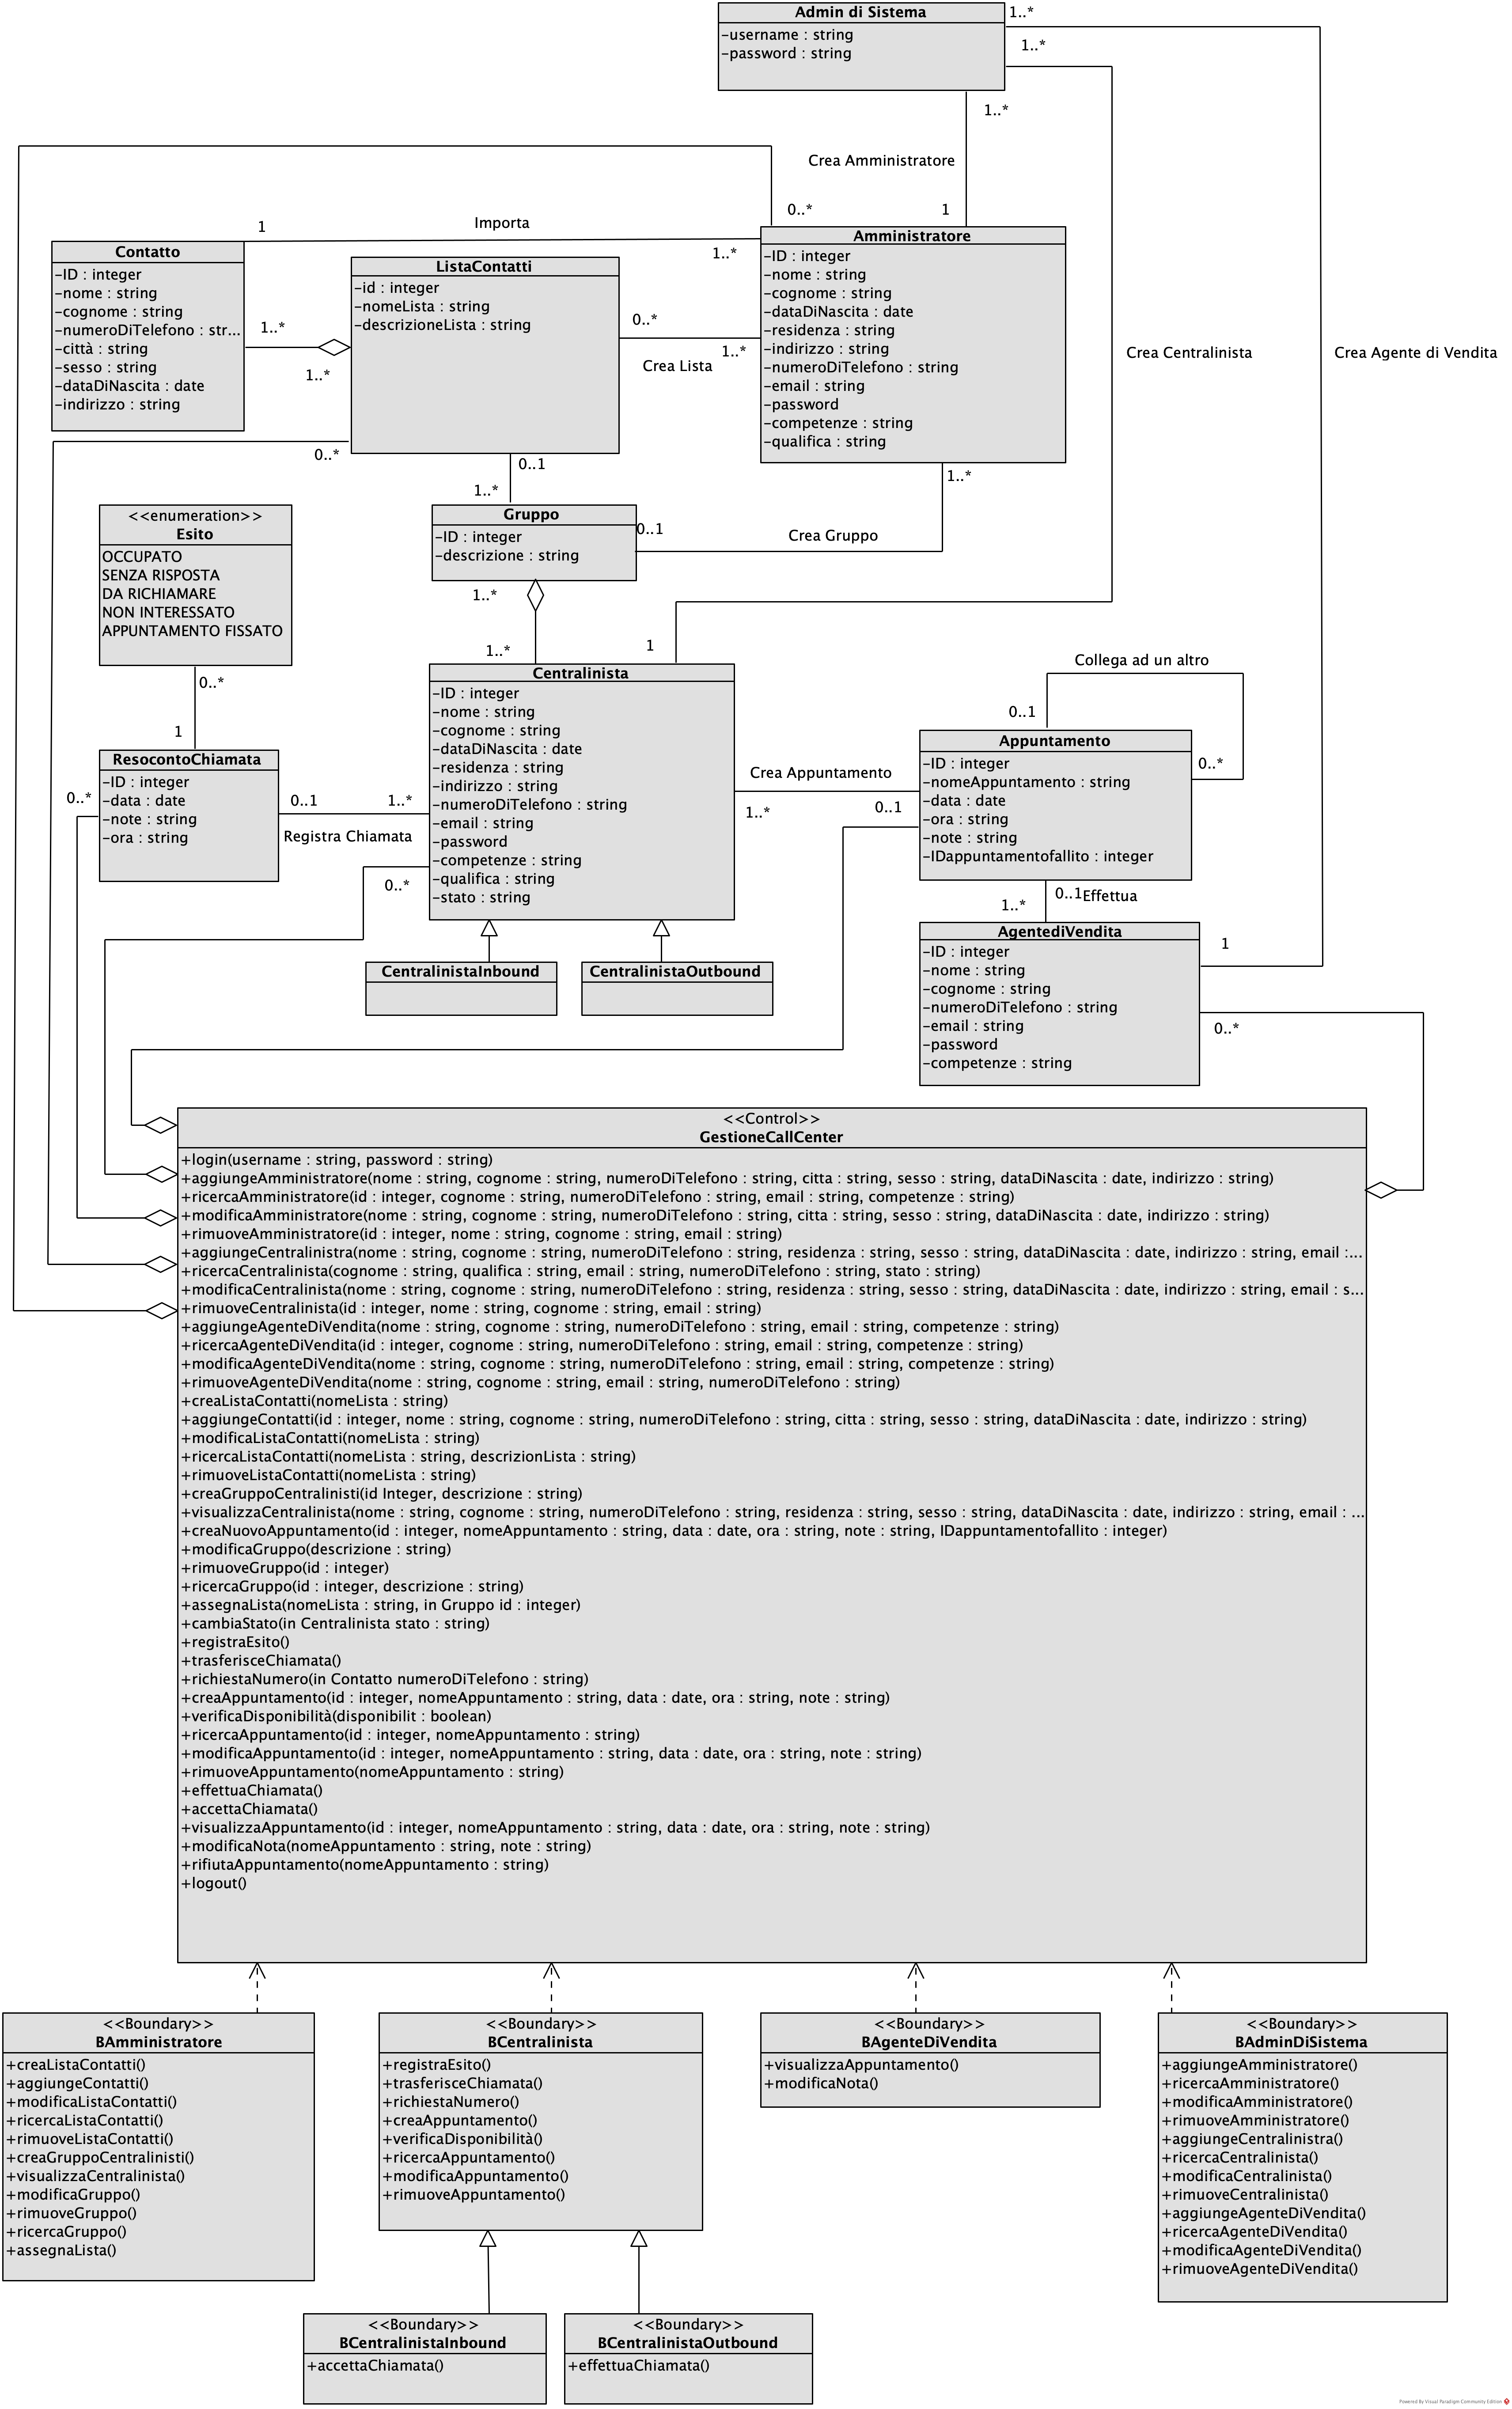 Admin di Sistema
-username : string
-password : string
1..*
1..*
1..*
Crea Amministratore
1
0..*
Importa
1
1..*
Contatto
-ID : integer
-nome : string
-cognome : string
-numeroDiTelefono : str...
-città : string
-sesso : string
-dataDiNascita : date
-indirizzo : string
1..*
1..*
ListaContatti
-id : integer
-nomeLista : string
-descrizioneLista : string
0..*
1..*
Crea Lista
0..*
Amministratore
-ID : integer
-nome : string
-cognome : string
-dataDiNascita : date
-residenza : string
-indirizzo : string
-numeroDiTelefono : string
-email : string
-password
-competenze : string
-qualifica : string
Crea Centralinista
Crea Agente di Vendita
0..1
1..*
1..*
Gruppo
-ID : integer
-descrizione : string
0..1
Crea Gruppo
1..*
1..*
1
<<enumeration>>
Esito
OCCUPATO
SENZA RISPOSTA
DA RICHIAMARE
NON INTERESSATO
APPUNTAMENTO FISSATO
0..*
1
ResocontoChiamata
-ID : integer
-data : date
-note : string
-ora : string
0..*
0..1
1..*
Registra Chiamata
0..*
Centralinista
-ID : integer
-nome : string
-cognome : string
-dataDiNascita : date
-residenza : string
-indirizzo : string
-numeroDiTelefono : string
-email : string
-password
-competenze : string
-qualifica : string
-stato : string
CentralinistaInbound
CentralinistaOutbound
Crea Appuntamento
1..*
0..1
Collega ad un altro
0..1
0..*
Appuntamento
-ID : integer
-nomeAppuntamento : string
-data : date
-ora : string
-note : string
-IDappuntamentofallito : integer
0..1
Effettua
1..*
AgentediVendita
-ID : integer
-nome : string
-cognome : string
-numeroDiTelefono : string
-email : string
-password
-competenze : string
1
0..*
<<Control>>
GestioneCallCenter
+login(username : string, password : string)
+aggiungeAmministratore(nome : string, cognome : string, numeroDiTelefono : string, citta : string, sesso : string, dataDiNascita : date, indirizzo : string)
+ricercaAmministratore(id : integer, cognome : string, numeroDiTelefono : string, email : string, competenze : string)
+modificaAmministratore(nome : string, cognome : string, numeroDiTelefono : string, citta : string, sesso : string, dataDiNascita : date, indirizzo : string)
+rimuoveAmministratore(id : integer, nome : string, cognome : string, email : string)
+aggiungeCentralinistra(nome : string, cognome : string, numeroDiTelefono : string, residenza : string, sesso : string, dataDiNascita : date, indirizzo : string, email :...
+ricercaCentralinista(cognome : string, qualifica : string, email : string, numeroDiTelefono : string, stato : string)
+modificaCentralinista(nome : string, cognome : string, numeroDiTelefono : string, residenza : string, sesso : string, dataDiNascita : date, indirizzo : string, email : s...
+rimuoveCentralinista(id : integer, nome : string, cognome : string, email : string)
+aggiungeAgenteDiVendita(nome : string, cognome : string, numeroDiTelefono : string, email : string, competenze : string)
+ricercaAgenteDiVendita(id : integer, cognome : string, numeroDiTelefono : string, email : string, competenze : string)
+modificaAgenteDiVendita(nome : string, cognome : string, numeroDiTelefono : string, email : string, competenze : string)
+rimuoveAgenteDiVendita(nome : string, cognome : string, email : string, numeroDiTelefono : string)
+creaListaContatti(nomeLista : string)
+aggiungeContatti(id : integer, nome : string, cognome : string, numeroDiTelefono : string, citta : string, sesso : string, dataDiNascita : date, indirizzo : string)
+modificaListaContatti(nomeLista : string)
+ricercaListaContatti(nomeLista : string, descrizionLista : string)
+rimuoveListaContatti(nomeLista : string)
+creaGruppoCentralinisti(id Integer, descrizione : string)
+visualizzaCentralinista(nome : string, cognome : string, numeroDiTelefono : string, residenza : string, sesso : string, dataDiNascita : date, indirizzo : string, email : ...
+creaNuovoAppuntamento(id : integer, nomeAppuntamento : string, data : date, ora : string, note : string, IDappuntamentofallito : integer)
+modificaGruppo(descrizione : string)
+rimuoveGruppo(id : integer)
+ricercaGruppo(id : integer, descrizione : string)
+assegnaLista(nomeLista : string, in Gruppo id : integer)
+cambiaStato(in Centralinista stato : string)
+registraEsito()
+trasferisceChiamata()
+richiestaNumero(in Contatto numeroDiTelefono : string)
+creaAppuntamento(id : integer, nomeAppuntamento : string, data : date, ora : string, note : string)
+verificaDisponibilità(disponibilit : boolean)
+ricercaAppuntamento(id : integer, nomeAppuntamento : string)
+modificaAppuntamento(id : integer, nomeAppuntamento : string, data : date, ora : string, note : string)
+rimuoveAppuntamento(nomeAppuntamento : string)
+effettuaChiamata()
+accettaChiamata()
+visualizzaAppuntamento(id : integer, nomeAppuntamento : string, data : date, ora : string, note : string)
+modificaNota(nomeAppuntamento : string, note : string)
+rifiutaAppuntamento(nomeAppuntamento : string)
+logout()
<<Boundary>>
BAmministratore
+creaListaContatti()
+aggiungeContatti()
+modificaListaContatti()
+ricercaListaContatti()
+rimuoveListaContatti()
+creaGruppoCentralinisti()
+visualizzaCentralinista()
+modificaGruppo()
+rimuoveGruppo()
+ricercaGruppo()
+assegnaLista()
<<Boundary>>
BCentralinista
+registraEsito()
+trasferisceChiamata()
+richiestaNumero()
+creaAppuntamento()
+verificaDisponibilità()
+ricercaAppuntamento()
+modificaAppuntamento()
+rimuoveAppuntamento()
<<Boundary>>
BAgenteDiVendita
+visualizzaAppuntamento()
+modificaNota()
<<Boundary>>
BAdminDiSistema
+aggiungeAmministratore()
+ricercaAmministratore()
+modificaAmministratore()
+rimuoveAmministratore()
+aggiungeCentralinistra()
+ricercaCentralinista()
+modificaCentralinista()
+rimuoveCentralinista()
+aggiungeAgenteDiVendita()
+ricercaAgenteDiVendita()
+modificaAgenteDiVendita()
+rimuoveAgenteDiVendita()
<<Boundary>>
BCentralinistaInbound
+accettaChiamata()
<<Boundary>>
BCentralinistaOutbound
+effettuaChiamata()
Powered By Visual Paradigm Community Edition